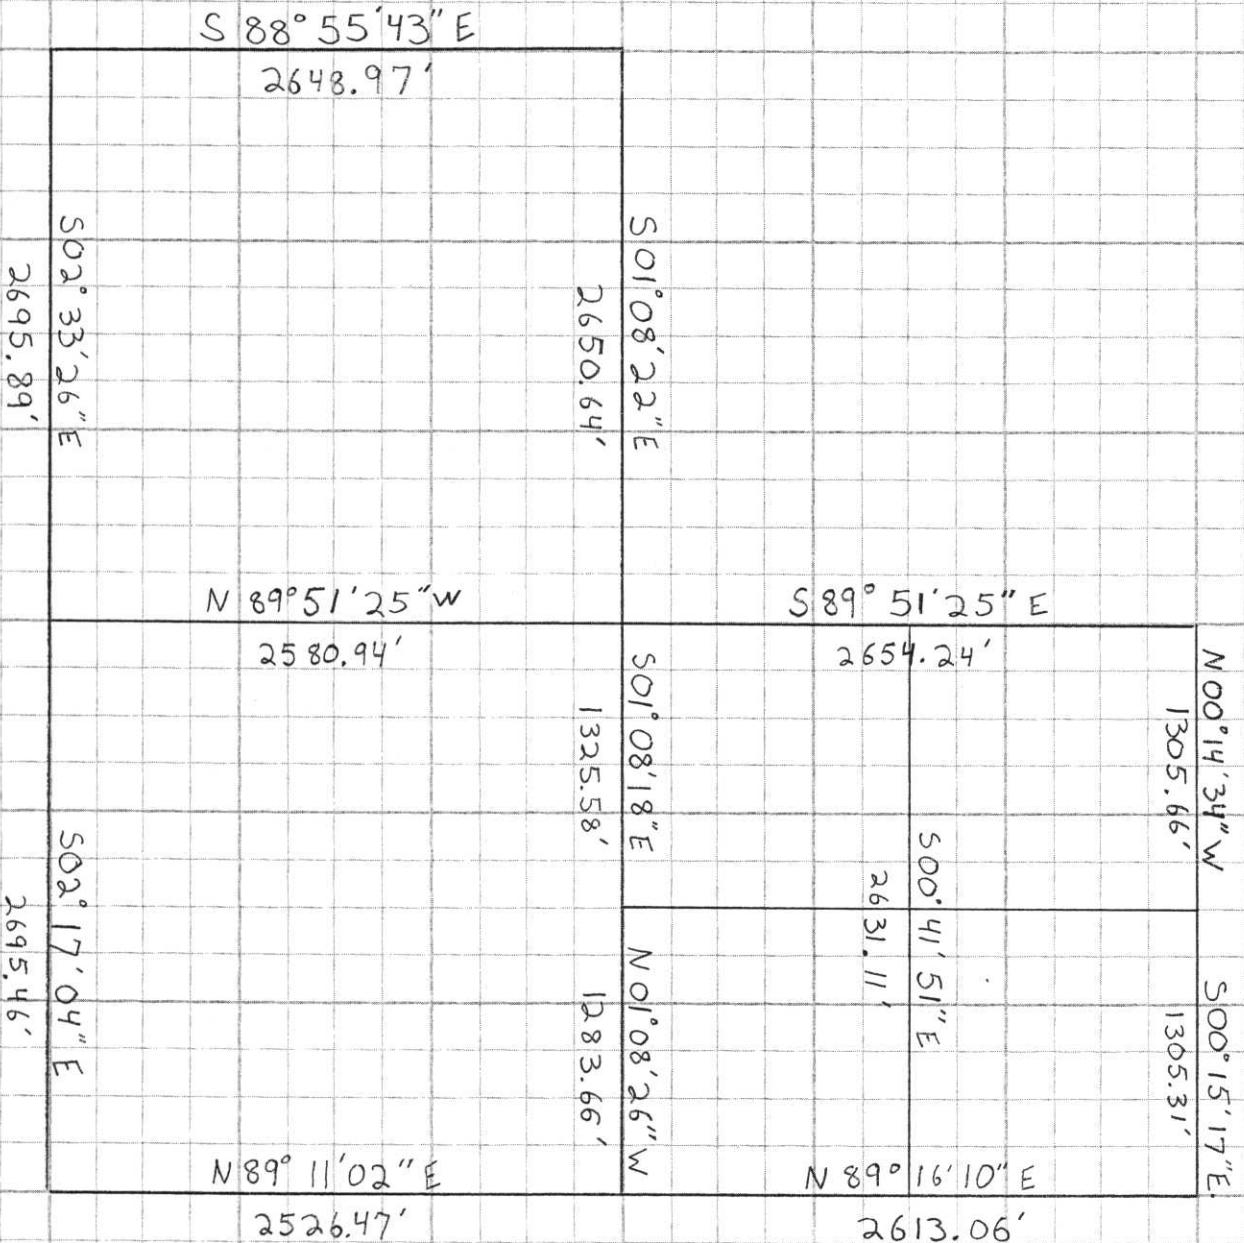 S 88° 55'43" E
2648.97'
S02° 33'26" E
2695.89'
S 01° 08' 22" E
2650.64'
N 89° 51' 25" W
2580.94'
S 89° 51' 25" E
2654.24'
N 00° 14' 34" W
1305.66'
S01° 08' 18" E
1325.58'
S00° 41' 51" E
2631.11'
S02° 17' 04" E
2695.46'
N 01° 08' 26" W
1283.66'
S00° 15' 17" E.
1305.31'
N 89° 11' 02" E
2526.47'
N 89° 16' 10" E
2613.06'